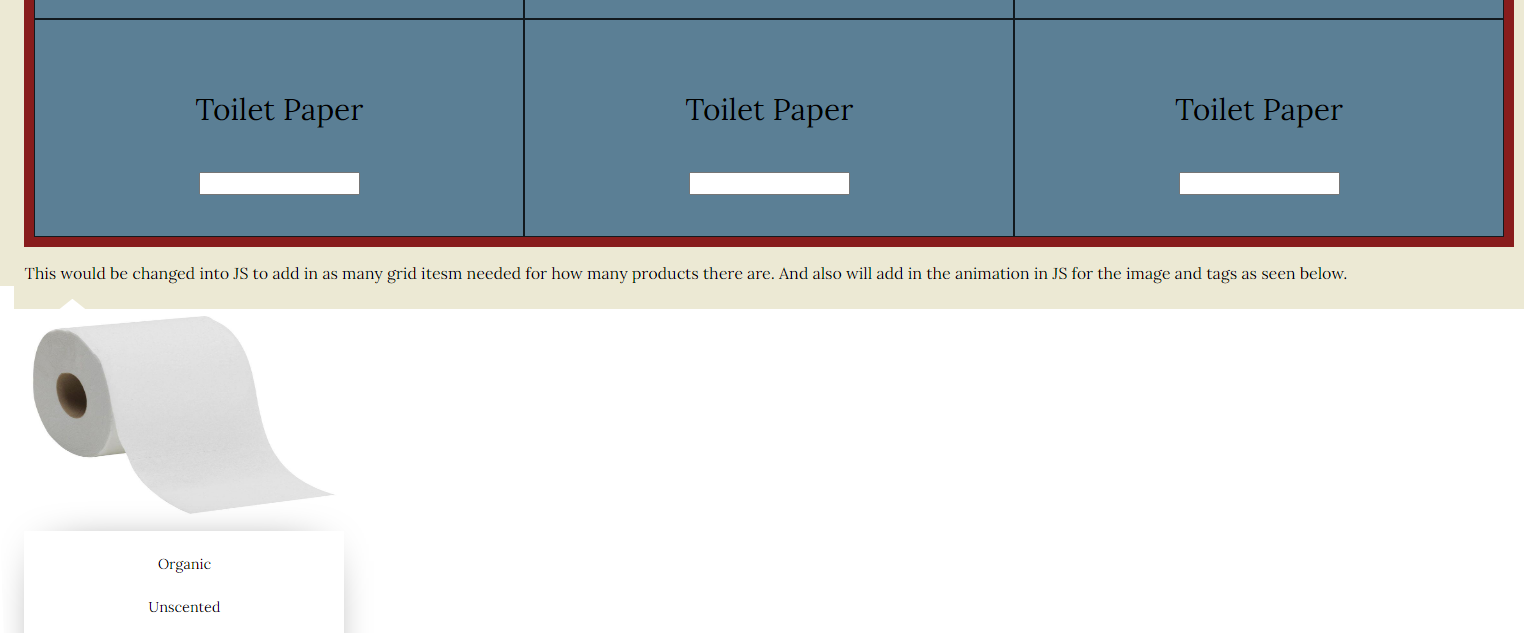 Toilet Paper Toilet Paper Toilet Paper
This would be changed into JS to add in as many grid itesm needed for how many products there are. And also will add in the animation in JS for the image and tags as seen below.
Organic
Unscented